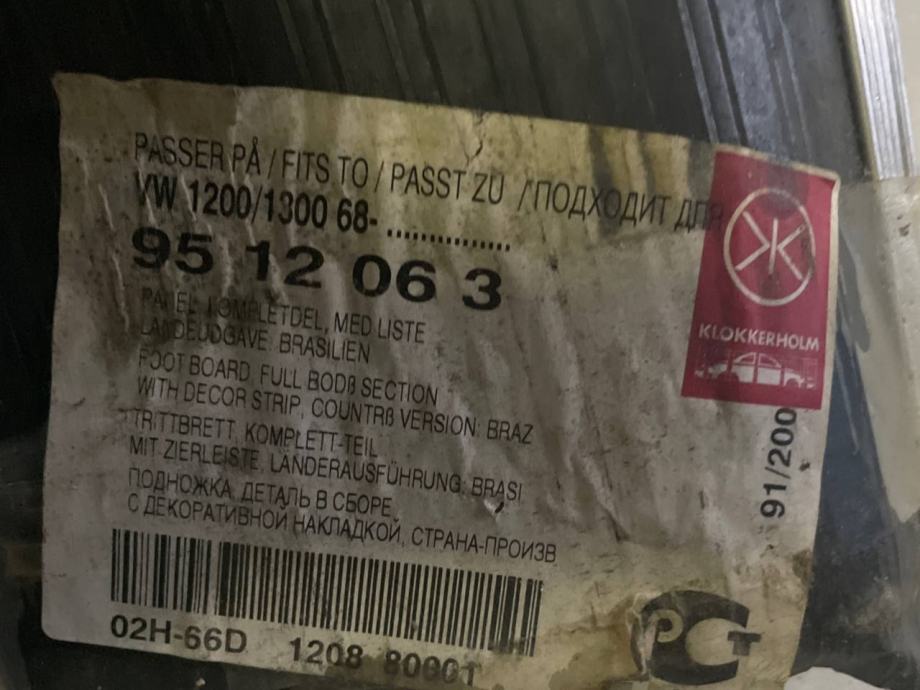 PASSER PÅ / FITS TO / PASST ZU / ПОДХОДИТ ДЛЯ
VW 1200/1300 68- ...............
95 12 06 3
PANEL, KOMPLETDEL, MED LISTE
LANDEUDGAVE: BRASILIEN
FOOT BOARD, FULL BODß SECTION
WITH DECOR STRIP, COUNTRß VERSION: BRAZ
TRITTBRETT, KOMPLETT-TEIL
MIT ZIERLEISTE, LÄNDERAUSFÜHRUNG: BRASI
ПОДНОЖКА, ДЕТАЛЬ В СБОРЕ
С ДЕКОРАТИВНОЙ НАКЛАДКОЙ, СТРАНА-ПРОИЗВ
02H-66D 1208 80001
KLOKKERHOLM
91/200
РСТ